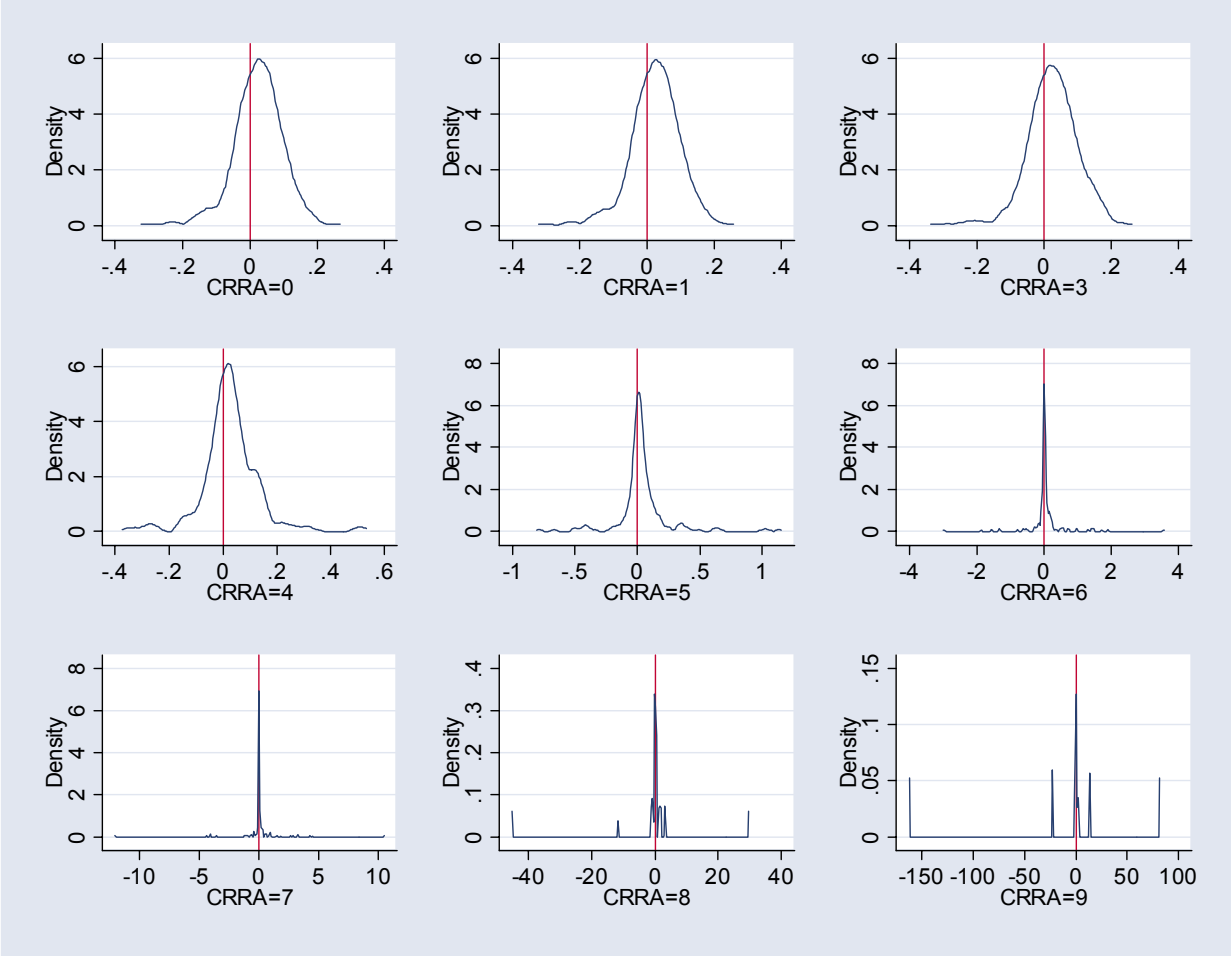 Density
0 2 4 6
-.4 -.2 0 .2 .4
CRRA=0
Density
0 2 4 6
-.4 -.2 0 .2 .4
CRRA=1
Density
0 2 4 6
-.4 -.2 0 .2 .4
CRRA=3
Density
0 2 4 6
-.4 -.2 0 .2 .4 .6
CRRA=4
Density
0 2 4 6 8
-1 -.5 0 .5 1
CRRA=5
Density
0 2 4 6 8
-4 -2 0 2 4
CRRA=6
Density
0 2 4 6 8
-10 -5 0 5 10
CRRA=7
Density
0 .1 .2 .3 .4
-40 -20 0 20 40
CRRA=8
Density
0 .05 .1 .15
-150 -100 -50 0 50 100
CRRA=9